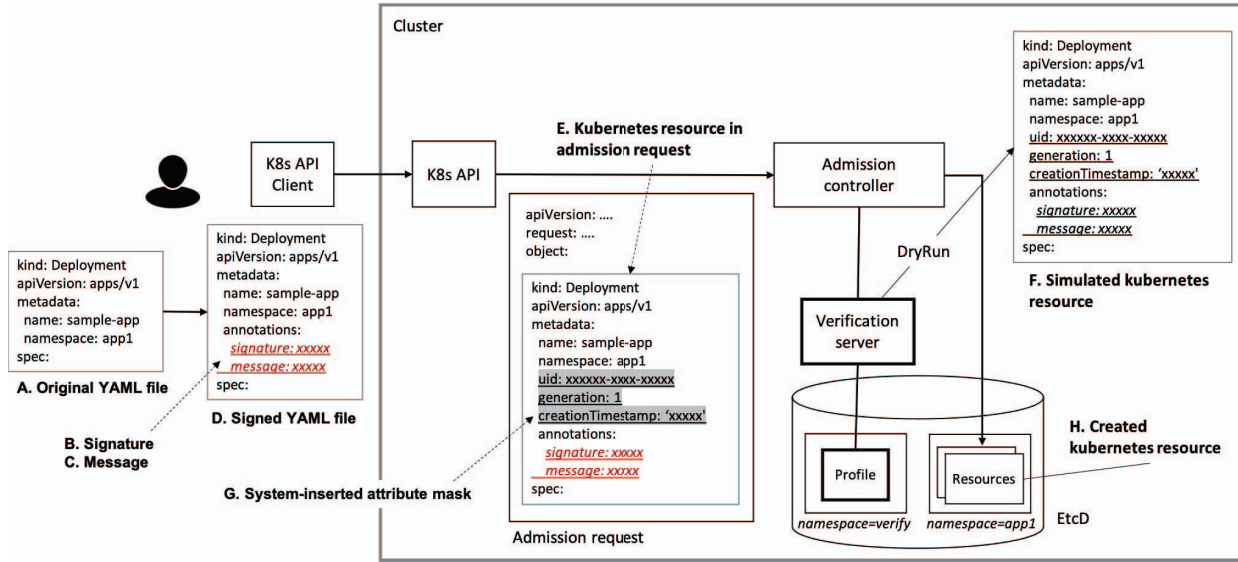 Cluster
K8s API
Client
K8s API
E. Kubernetes resource in
admission request
Admission
controller
kind: Deployment
apiVersion: apps/v1
metadata:
name: sample-app
namespace: app1
uid: xxxxxx-xxxx-xxxxx
generation: 1
creationTimestamp: ‘xxxxx'
annotations:
signature: xxxxx
message: xxxxx
spec:
F. Simulated kubernetes
resource
DryRun
kind: Deployment
apiVersion: apps/v1
metadata:
name: sample-app
namespace: app1
spec:
A. Original YAML file
kind: Deployment
apiVersion: apps/v1
metadata:
name: sample-app
namespace: app1
annotations:
signature: xxxxx
message: xxxxx
spec:
D. Signed YAML file
B. Signature
C. Message
apiVersion: ....
request: ....
object:
kind: Deployment
apiVersion: apps/v1
metadata:
name: sample-app
namespace: app1
uid: xxxxxx-xxxx-xxxxx
generation: 1
creationTimestamp: ‘xxxxx'
annotations:
signature: xxxxx
message: xxxxx
spec:
G. System-inserted attribute mask
Admission request
Verification
server
Profile
namespace=verify
Resources
namespace=app1
H. Created
kubernetes resource
EtcD